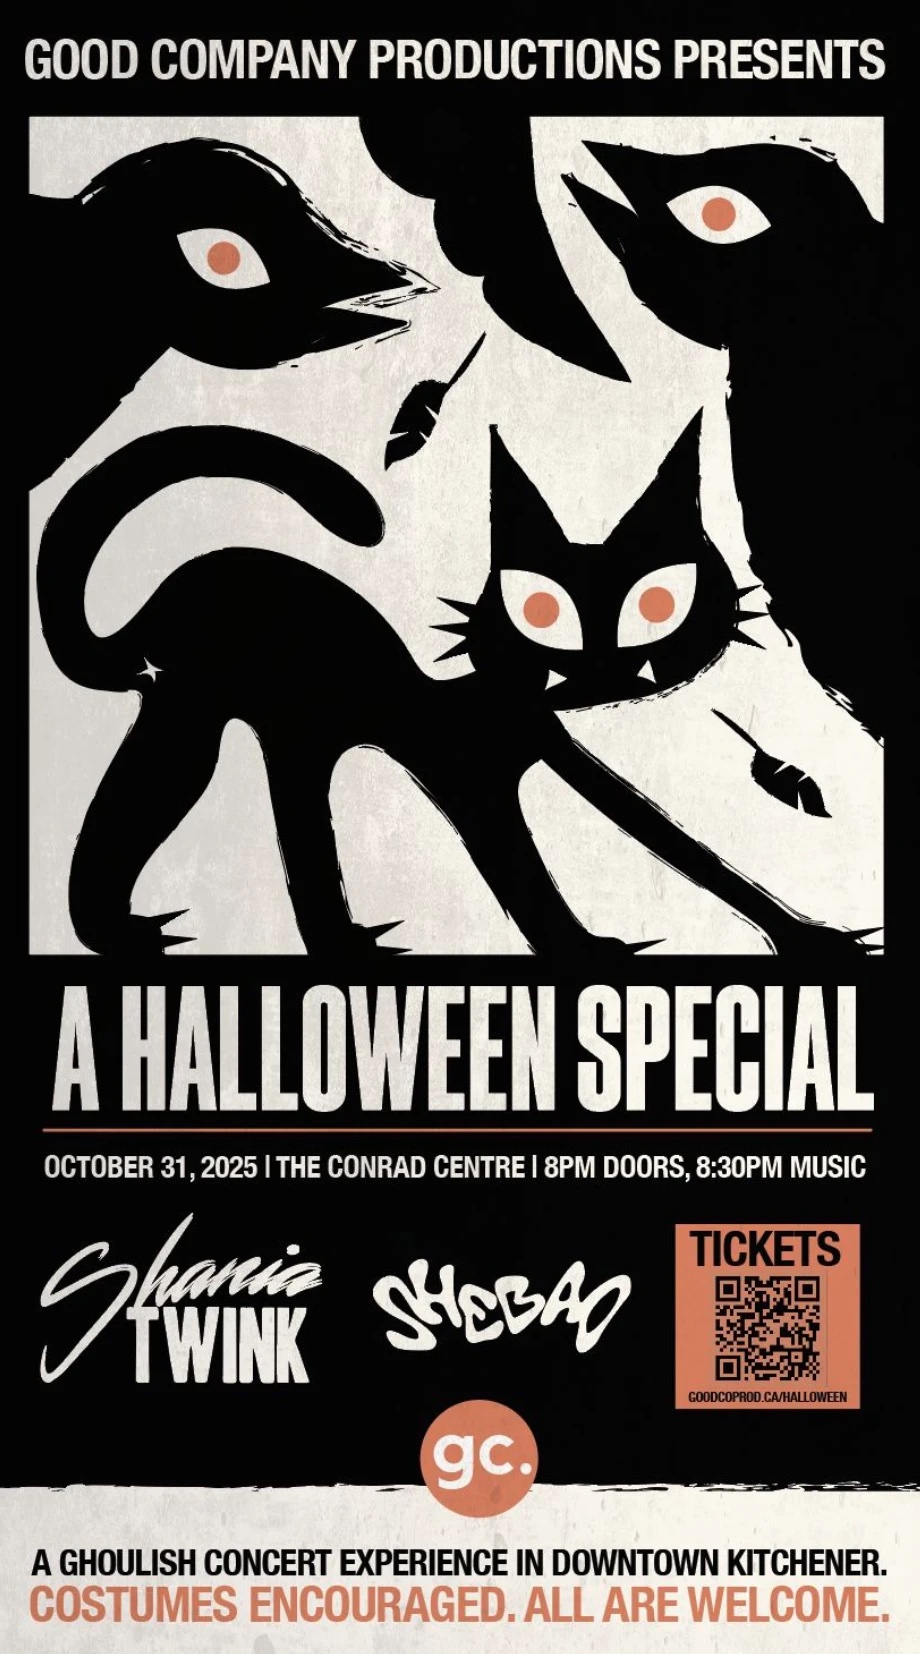 GOOD COMPANY PRODUCTIONS PRESENTS
A HALLOWEEN SPECIAL
OCTOBER 31, 2025 | THE CONRAD CENTRE | 8PM DOORS, 8:30PM MUSIC
Shania
TWINK
SHEBAD
TICKETS
GOODCOPROD.CA/HALLOWEEN
gc.
A GHOULISH CONCERT EXPERIENCE IN DOWNTOWN KITCHENER.
COSTUMES ENCOURAGED. ALL ARE WELCOME.